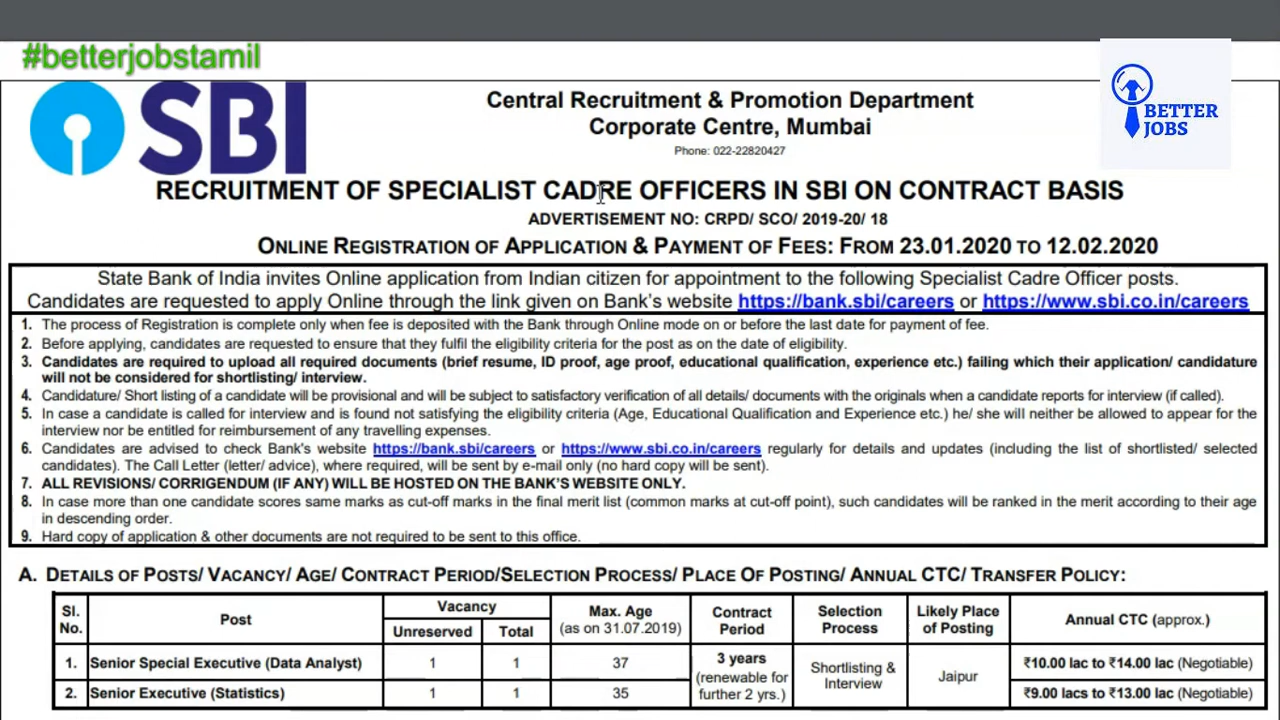 #betterjobstamil
SBI
BETTER
JOBS
Central Recruitment & Promotion Department
Corporate Centre, Mumbai
Phone: 022-22820427
RECRUITMENT OF SPECIALIST CADRE OFFICERS IN SBI ON CONTRACT BASIS
ADVERTISEMENT NO: CRPD/ SCO/ 2019-20/ 18
ONLINE REGISTRATION OF APPLICATION & PAYMENT OF FEES: FROM 23.01.2020 TO 12.02.2020
State Bank of India invites Online application from Indian citizen for appointment to the following Specialist Cadre Officer posts.
Candidates are requested to apply Online through the link given on Bank's website https://bank.sbi/careers or https://www.sbi.co.in/careers
1. The process of Registration is complete only when fee is deposited with the Bank through Online mode on or before the last date for payment of fee.
2. Before applying, candidates are requested to ensure that they fulfil the eligibility criteria for the post as on the date of eligibility.
3. Candidates are required to upload all required documents (brief resume, ID proof, age proof, educational qualification, experience etc.) failing which their application/ candidature
will not be considered for shortlisting/ interview.
4. Candidature/ Short listing of a candidate will be provisional and will be subject to satisfactory verification of all details/ documents with the originals when a candidate reports for interview (if called).
5. In case a candidate is called for interview and is found not satisfying the eligibility criteria (Age, Educational Qualification and Experience etc.) he/ she will neither be allowed to appear for the
interview nor be entitled for reimbursement of any travelling expenses.
6. Candidates are advised to check Bank's website https://bank.sbi/careers or https://www.sbi.co.in/careers regularly for details and updates (including the list of shortlisted/ selected
candidates). The Call Letter (letter/ advice), where required, will be sent by e-mail only (no hard copy will be sent).
7. ALL REVISIONS/ CORRIGENDUM (IF ANY) WILL BE HOSTED ON THE BANK'S WEBSITE ONLY.
8. In case more than one candidate scores same marks as cut-off marks in the final merit list (common marks at cut-off point), such candidates will be ranked in the merit according to their age
in descending order.
9. Hard copy of application & other documents are not required to be sent to this office.
A. DETAILS OF POSTS/ VACANCY/ AGE/ CONTRACT PERIOD/SELECTION PROCESS/ PLACE OF POSTING/ ANNUAL CTC/ TRANSFER POLICY:
Sl. No. Post Vacancy Unreserved Total Max. Age (as on 31.07.2019) Contract Period Selection Process Likely Place of Posting Annual CTC (approx.)
1. Senior Special Executive (Data Analyst) 1 1 37 3 years (renewable for further 2 yrs.) Shortlisting & Interview Jaipur ₹10.00 lac to ₹14.00 lac (Negotiable)
2. Senior Executive (Statistics) 1 1 35 ₹9.00 lacs to ₹13.00 lac (Negotiable)